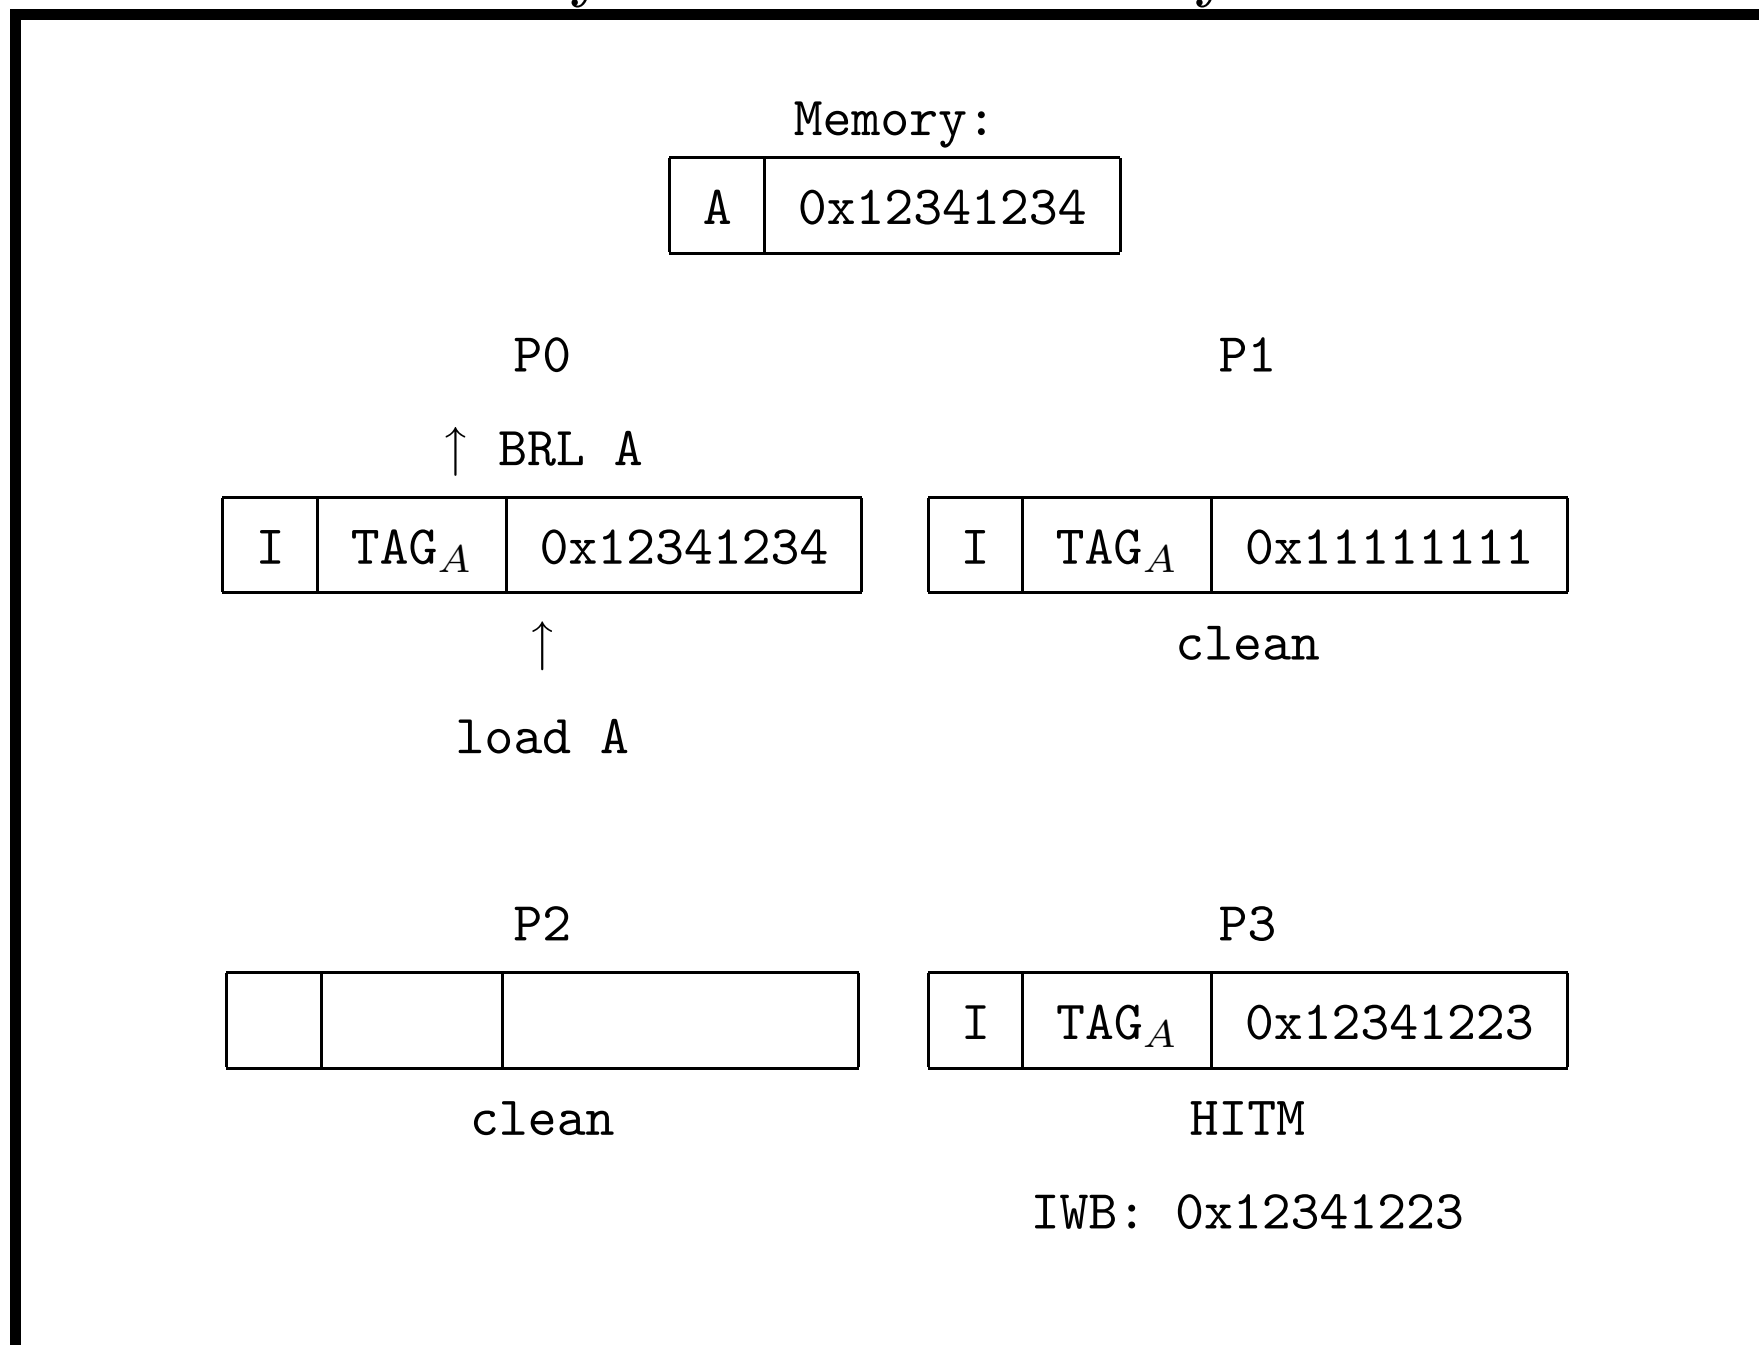 Memory:
A 0x12341234
P0 P1
↑ BRL A
I TAG_A 0x12341234 I TAG_A 0x11111111
↑ clean
load A
P2 P3
I TAG_A 0x12341223
clean HITM
IWB: 0x12341223